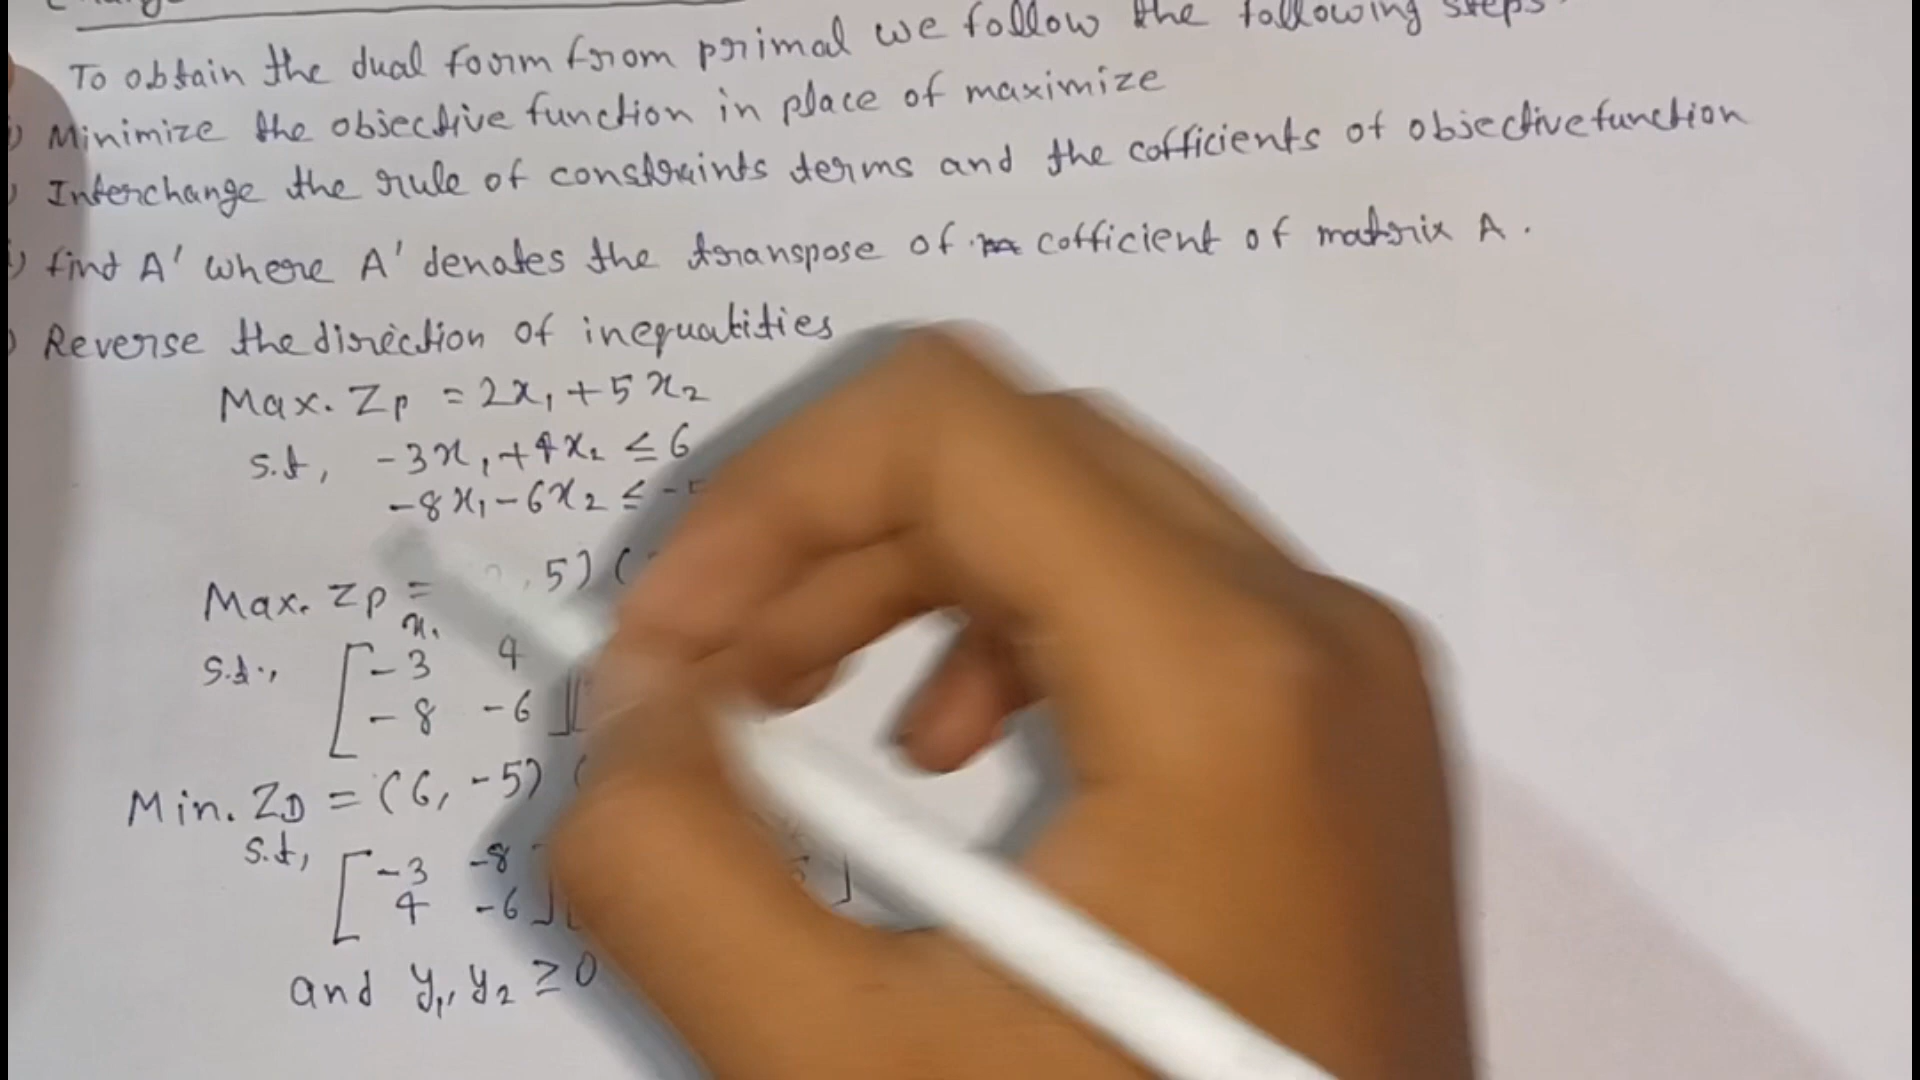 To obtain the dual form from primal we follow the following steps
Minimize the objective function in place of maximize
Interchange the rule of constraints terms and the cofficients of objective function
find A' where A' denotes the transpose of cofficient of matrix A.
Reverse the direction of inequatities
Max. Zp = 2x₁ + 5x₂
s.t, -3x₁ + 4x₂ ≤ 6
-8x₁ - 6x₂ ≤ -5
Max. Zp = , 5) (
x₁
s.t., [ -3 4
-8 -6 ] [
Min. ZD = (6, -5) (
s.t, [ -3 -8
4 -6 ] [ 5 ]
and y₁, y₂ ≥ 0